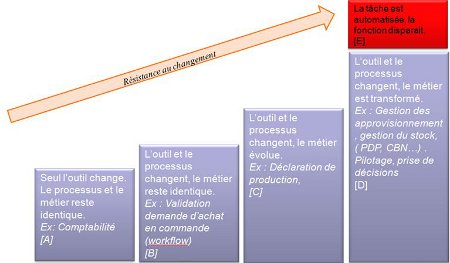 La tâche est
automatisée, la
fonction disparait.
[E]
Résistance au changement
L'outil et le
processus
changent, le métier
est transformé.
Ex : Gestion des
approvisionnement
, gestion du stock,
( PDP, CBN…) ,
Pilotage, prise de
décisions
[D]
L'outil et le
processus
changent, le métier
évolue,
Ex : Déclaration de
production,
[C]
L'outil et le
processus
changent, le métier
reste identique.
Ex : Validation
demande d'achat
en commande
(workflow)
[B]
Seul l'outil change.
Le processus et le
métier reste
identique,
Ex: Comptabilité
[A]